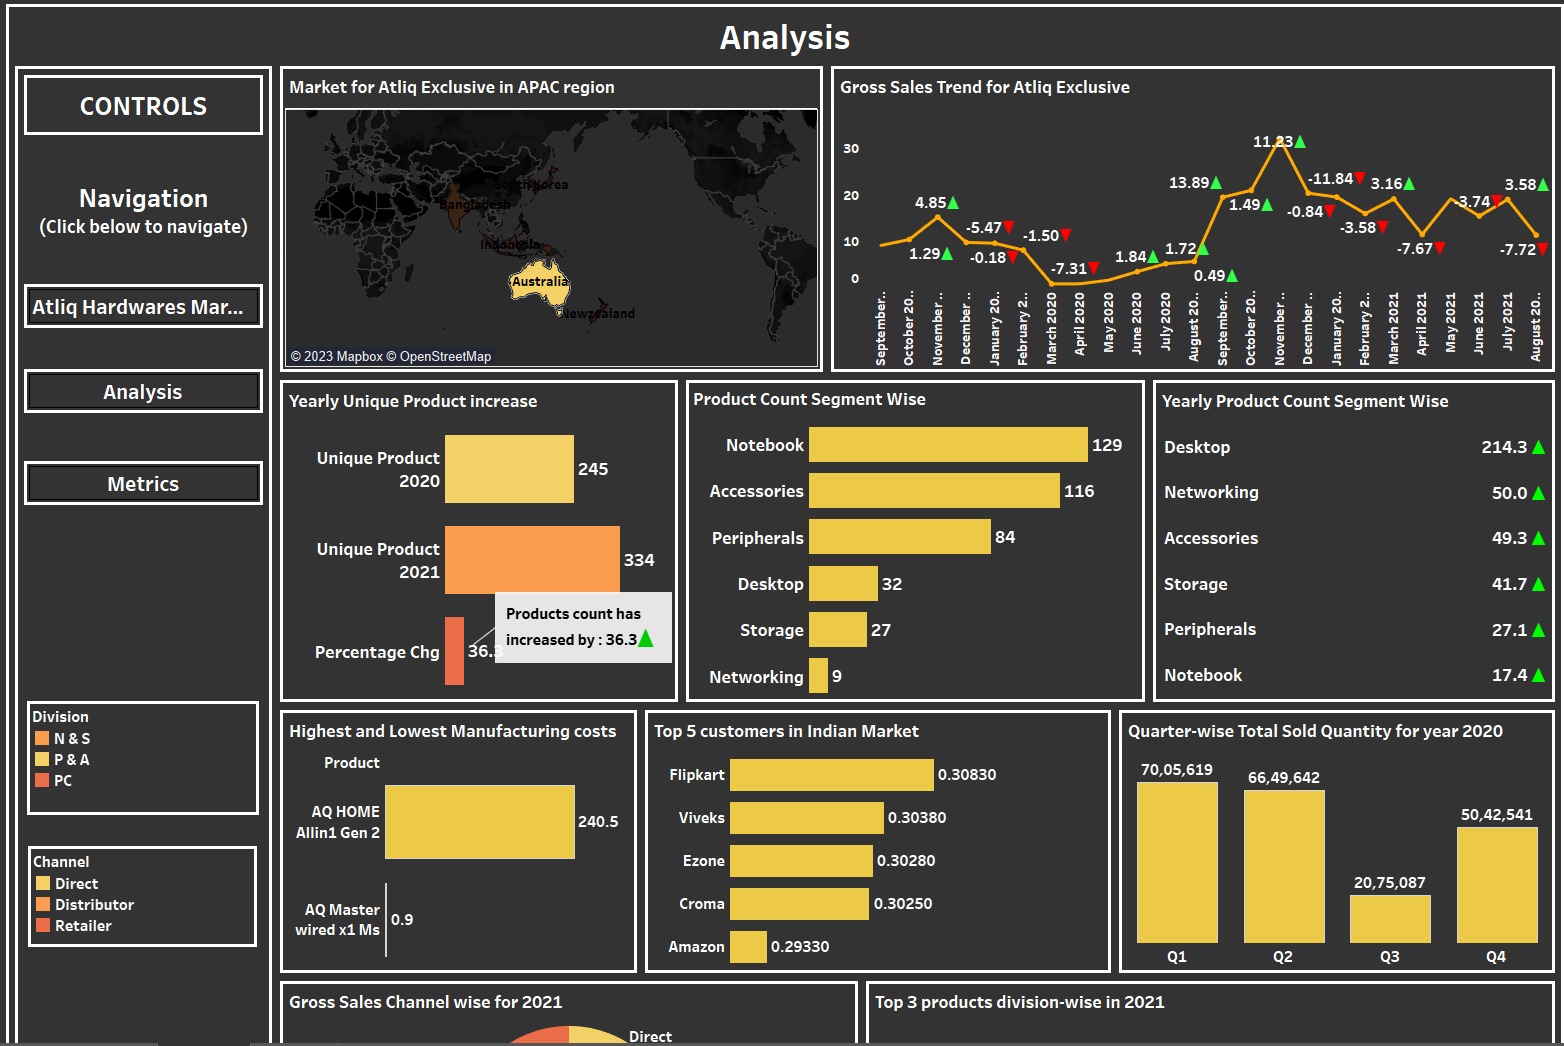 Analysis
CONTROLS
Navigation
(Click below to navigate)
Atliq Hardwares Mar...
Analysis
Metrics
Division
N & S
P & A
PC
Channel
Direct
Distributor
Retailer
Market for Atliq Exclusive in APAC region
South Korea
Bangladesh
Indonesia
Australia
Newzealand
© 2023 Mapbox © OpenStreetMap
Gross Sales Trend for Atliq Exclusive
30
20
10
0
4.85▲
1.29▲
-5.47▼
-0.18▼
-1.50▼
-7.31▼
1.84▲
1.72▲
0.49▲
13.89▲
1.49▲
11.23▲
-0.84▼
-11.84▼
-3.58▼
3.16▲
-7.67▼
-3.74▼
3.58▲
-7.72▼
September..
October 20..
November ..
December ..
January 20..
February 2..
March 2020
April 2020
May 2020
June 2020
July 2020
August 20..
September..
October 20..
November ..
December ..
January 20..
February 2..
March 2021
April 2021
May 2021
June 2021
July 2021
August 20..
Yearly Unique Product increase
Unique Product
2020
245
Unique Product
2021
334
Percentage Chg
36.3
Products count has
increased by : 36.3▲
Product Count Segment Wise
Notebook 129
Accessories 116
Peripherals 84
Desktop 32
Storage 27
Networking 9
Yearly Product Count Segment Wise
Desktop 214.3▲
Networking 50.0▲
Accessories 49.3▲
Storage 41.7▲
Peripherals 27.1▲
Notebook 17.4▲
Highest and Lowest Manufacturing costs
Product
AQ HOME
Allin1 Gen 2
240.5
AQ Master
wired x1 Ms
0.9
Top 5 customers in Indian Market
Flipkart 0.30830
Viveks 0.30380
Ezone 0.30280
Croma 0.30250
Amazon 0.29330
Quarter-wise Total Sold Quantity for year 2020
70,05,619
66,49,642
20,75,087
50,42,541
Q1 Q2 Q3 Q4
Gross Sales Channel wise for 2021
Direct
Top 3 products division-wise in 2021